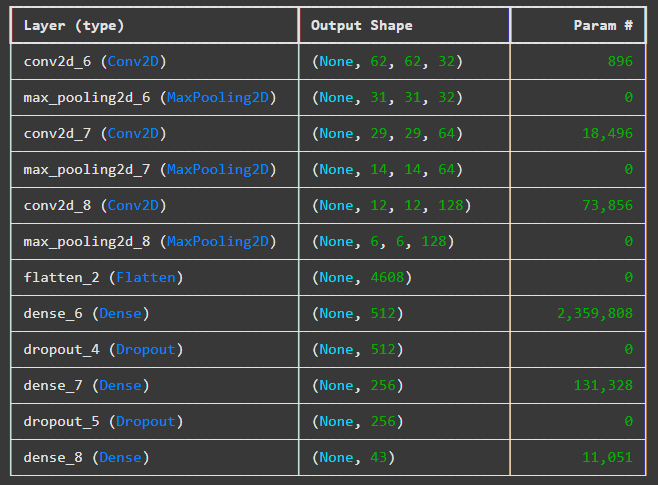 Layer (type) Output Shape Param #
conv2d_6 (Conv2D) (None, 62, 62, 32) 896
max_pooling2d_6 (MaxPooling2D) (None, 31, 31, 32) 0
conv2d_7 (Conv2D) (None, 29, 29, 64) 18,496
max_pooling2d_7 (MaxPooling2D) (None, 14, 14, 64) 0
conv2d_8 (Conv2D) (None, 12, 12, 128) 73,856
max_pooling2d_8 (MaxPooling2D) (None, 6, 6, 128) 0
flatten_2 (Flatten) (None, 4608) 0
dense_6 (Dense) (None, 512) 2,359,808
dropout_4 (Dropout) (None, 512) 0
dense_7 (Dense) (None, 256) 131,328
dropout_5 (Dropout) (None, 256) 0
dense_8 (Dense) (None, 43) 11,051